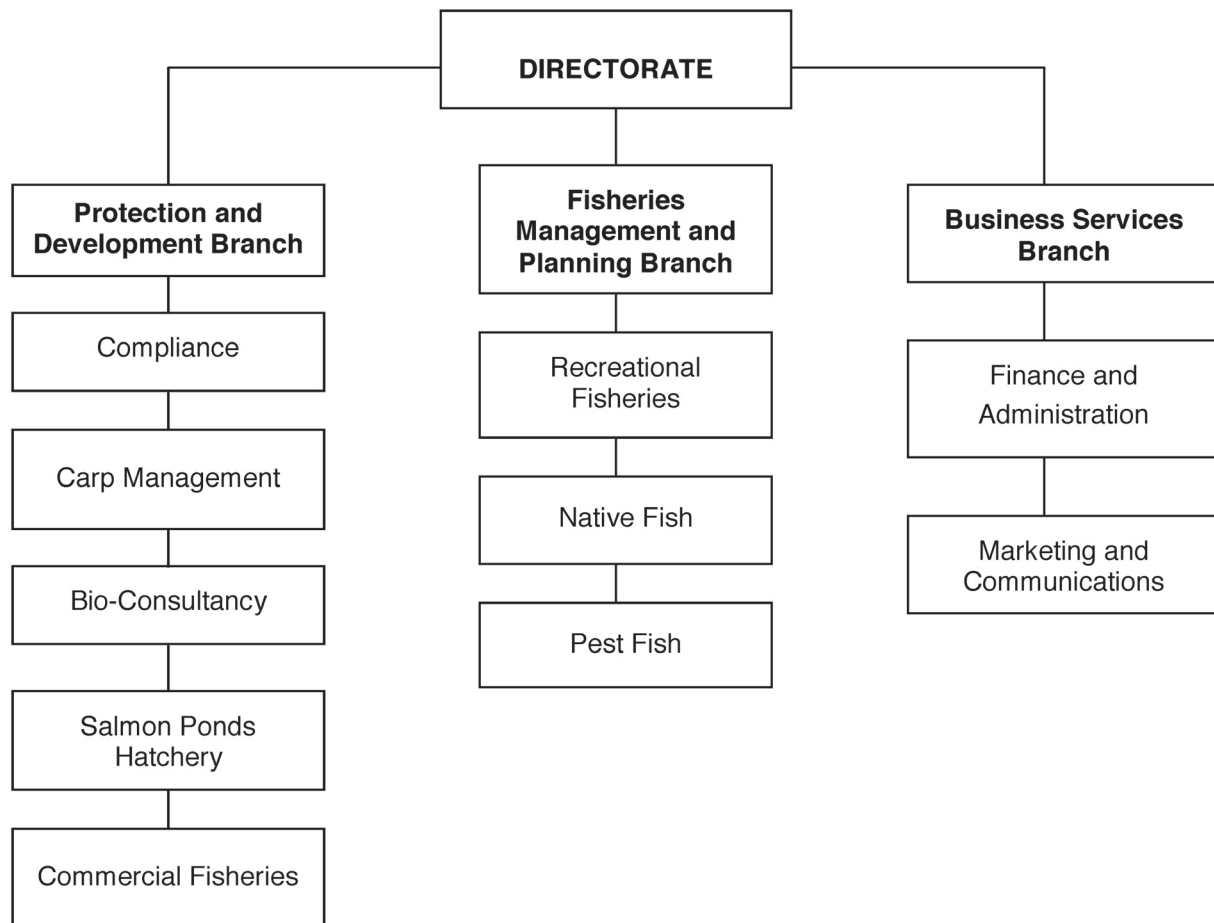 DIRECTORATE
Protection and
Development Branch
Compliance
Carp Management
Bio-Consultancy
Salmon Ponds
Hatchery
Commercial Fisheries
Fisheries
Management and
Planning Branch
Recreational
Fisheries
Native Fish
Pest Fish
Business Services
Branch
Finance and
Administration
Marketing and
Communications